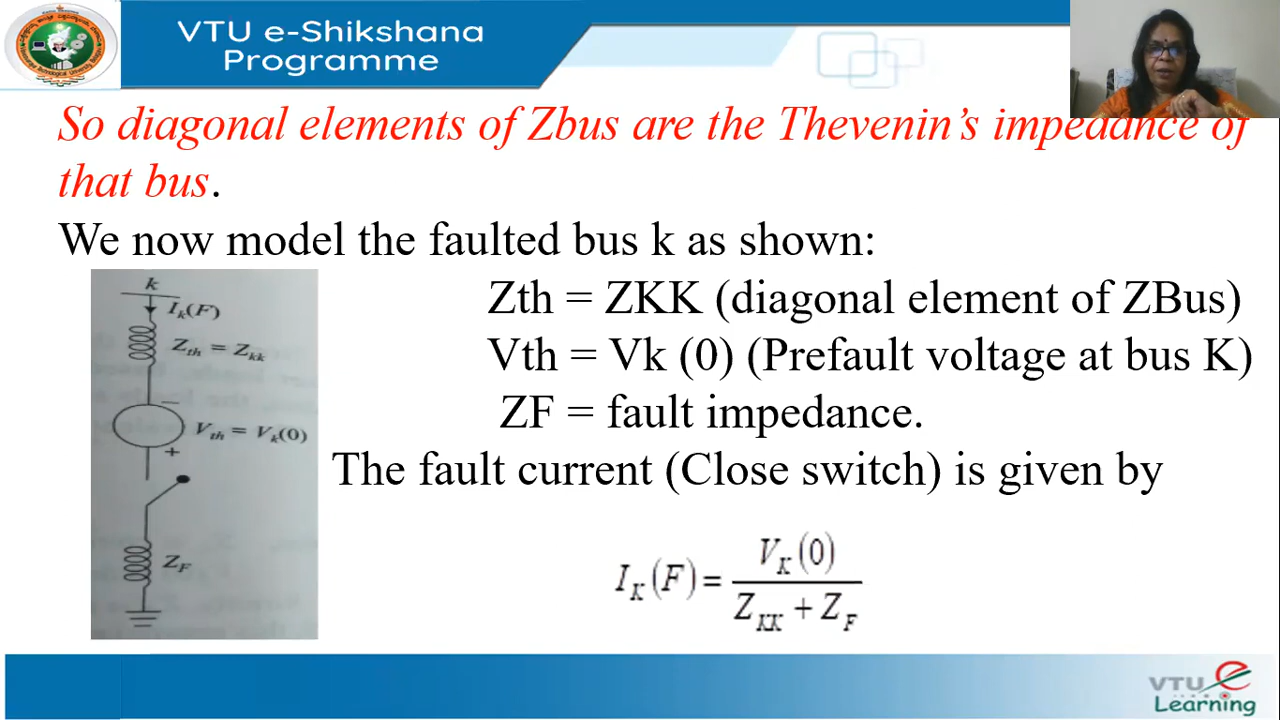 VTU e-Shikshana
Programme
So diagonal elements of Zbus are the Thevenin's impedance of
that bus.
We now model the faulted bus k as shown:
k
I_k(F)
Z_th = Z_kk
−
V_th = V_k(0)
+
Z_F
Zth = ZKK (diagonal element of ZBus)
Vth = Vk (0) (Prefault voltage at bus K)
ZF = fault impedance.
The fault current (Close switch) is given by
I_K(F) = V_K(0) / Z_KK + Z_F
VTU e
Learning